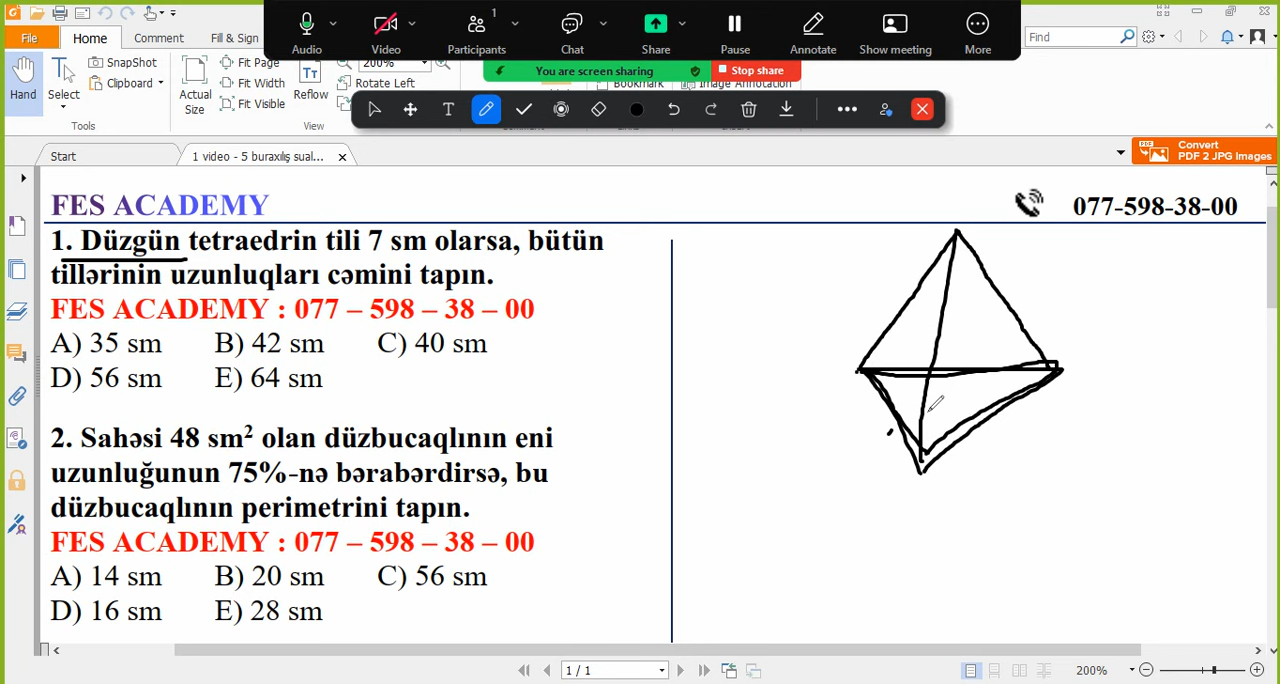 Audio
Video
Participants
1
Chat
Share
Pause
Annotate
Show meeting
More
File
Home
Comment
Fill & Sign
Find
You are screen sharing
Stop share
Hand
Select
SnapShot
Clipboard
Actual
Size
Fit Page
Fit Width
Fit Visible
Reflow
200%
Rotate Left
Bookmark
Image Annotation
Tools
View
Start
1 video - 5 buraxılış sual...
Convert
PDF 2 JPG Images
FES ACADEMY
077-598-38-00
1. Düzgün tetraedrin tili 7 sm olarsa, bütün
tillərinin uzunluqları cəmini tapın.
FES ACADEMY : 077 – 598 – 38 – 00
A) 35 sm B) 42 sm C) 40 sm
D) 56 sm E) 64 sm
2. Sahəsi 48 sm² olan düzbucaqlının eni
uzunluğunun 75%-nə bərabərdirsə, bu
düzbucaqlının perimetrini tapın.
FES ACADEMY : 077 – 598 – 38 – 00
A) 14 sm B) 20 sm C) 56 sm
D) 16 sm E) 28 sm
1 / 1
200%